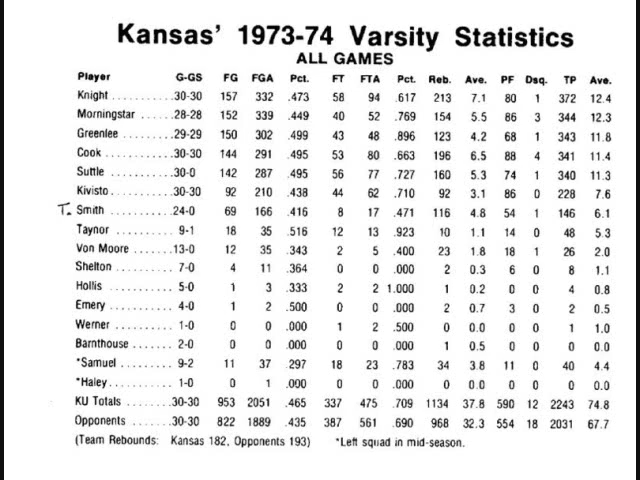 Kansas' 1973-74 Varsity Statistics
ALL GAMES
Player G-GS FG FGA Pct. FT FTA Pct. Reb. Ave. PF Dsq. TP Ave.
Knight ........... 30-30 157 332 .473 58 94 .617 213 7.1 80 1 372 12.4
Morningstar ...... 28-28 152 339 .449 40 52 .769 154 5.5 86 3 344 12.3
Greenlee ......... 29-29 150 302 .499 43 48 .896 123 4.2 68 1 343 11.8
Cook ............. 30-30 144 291 .495 53 80 .663 196 6.5 88 4 341 11.4
Suttle ........... 30-0 142 287 .495 56 77 .727 160 5.3 74 1 340 11.3
Kivisto .......... 30-30 92 210 .438 44 62 .710 92 3.1 86 0 228 7.6
T. Smith ......... 24-0 69 166 .416 8 17 .471 116 4.8 54 1 146 6.1
Taynor ........... 9-1 18 35 .516 12 13 .923 10 1.1 14 0 48 5.3
Von Moore ........ 13-0 12 35 .343 2 5 .400 23 1.8 18 1 26 2.0
Shelton .......... 7-0 4 11 .364 0 0 .000 2 0.3 6 0 8 1.1
Hollis ........... 5-0 1 3 .333 2 2 1.000 1 0.2 0 0 4 0.8
Emery ............ 4-0 1 2 .500 0 0 .000 2 0.7 3 0 2 0.5
Werner ........... 1-0 0 0 .000 1 2 .500 0 0.0 0 0 1 1.0
Barnthouse ....... 2-0 0 0 .000 0 0 .000 1 0.5 0 0 0 0.0
*Samuel .......... 9-2 11 37 .297 18 23 .783 34 3.8 11 0 40 4.4
*Haley ........... 1-0 0 1 .000 0 0 .000 0 0.0 0 0 0 0.0
KU Totals ........ 30-30 953 2051 .465 337 475 .709 1134 37.8 590 12 2243 74.8
Opponents ........ 30-30 822 1889 .435 387 561 .690 968 32.3 554 18 2031 67.7
(Team Rebounds: Kansas 182, Opponents 193) *Left squad in mid-season.